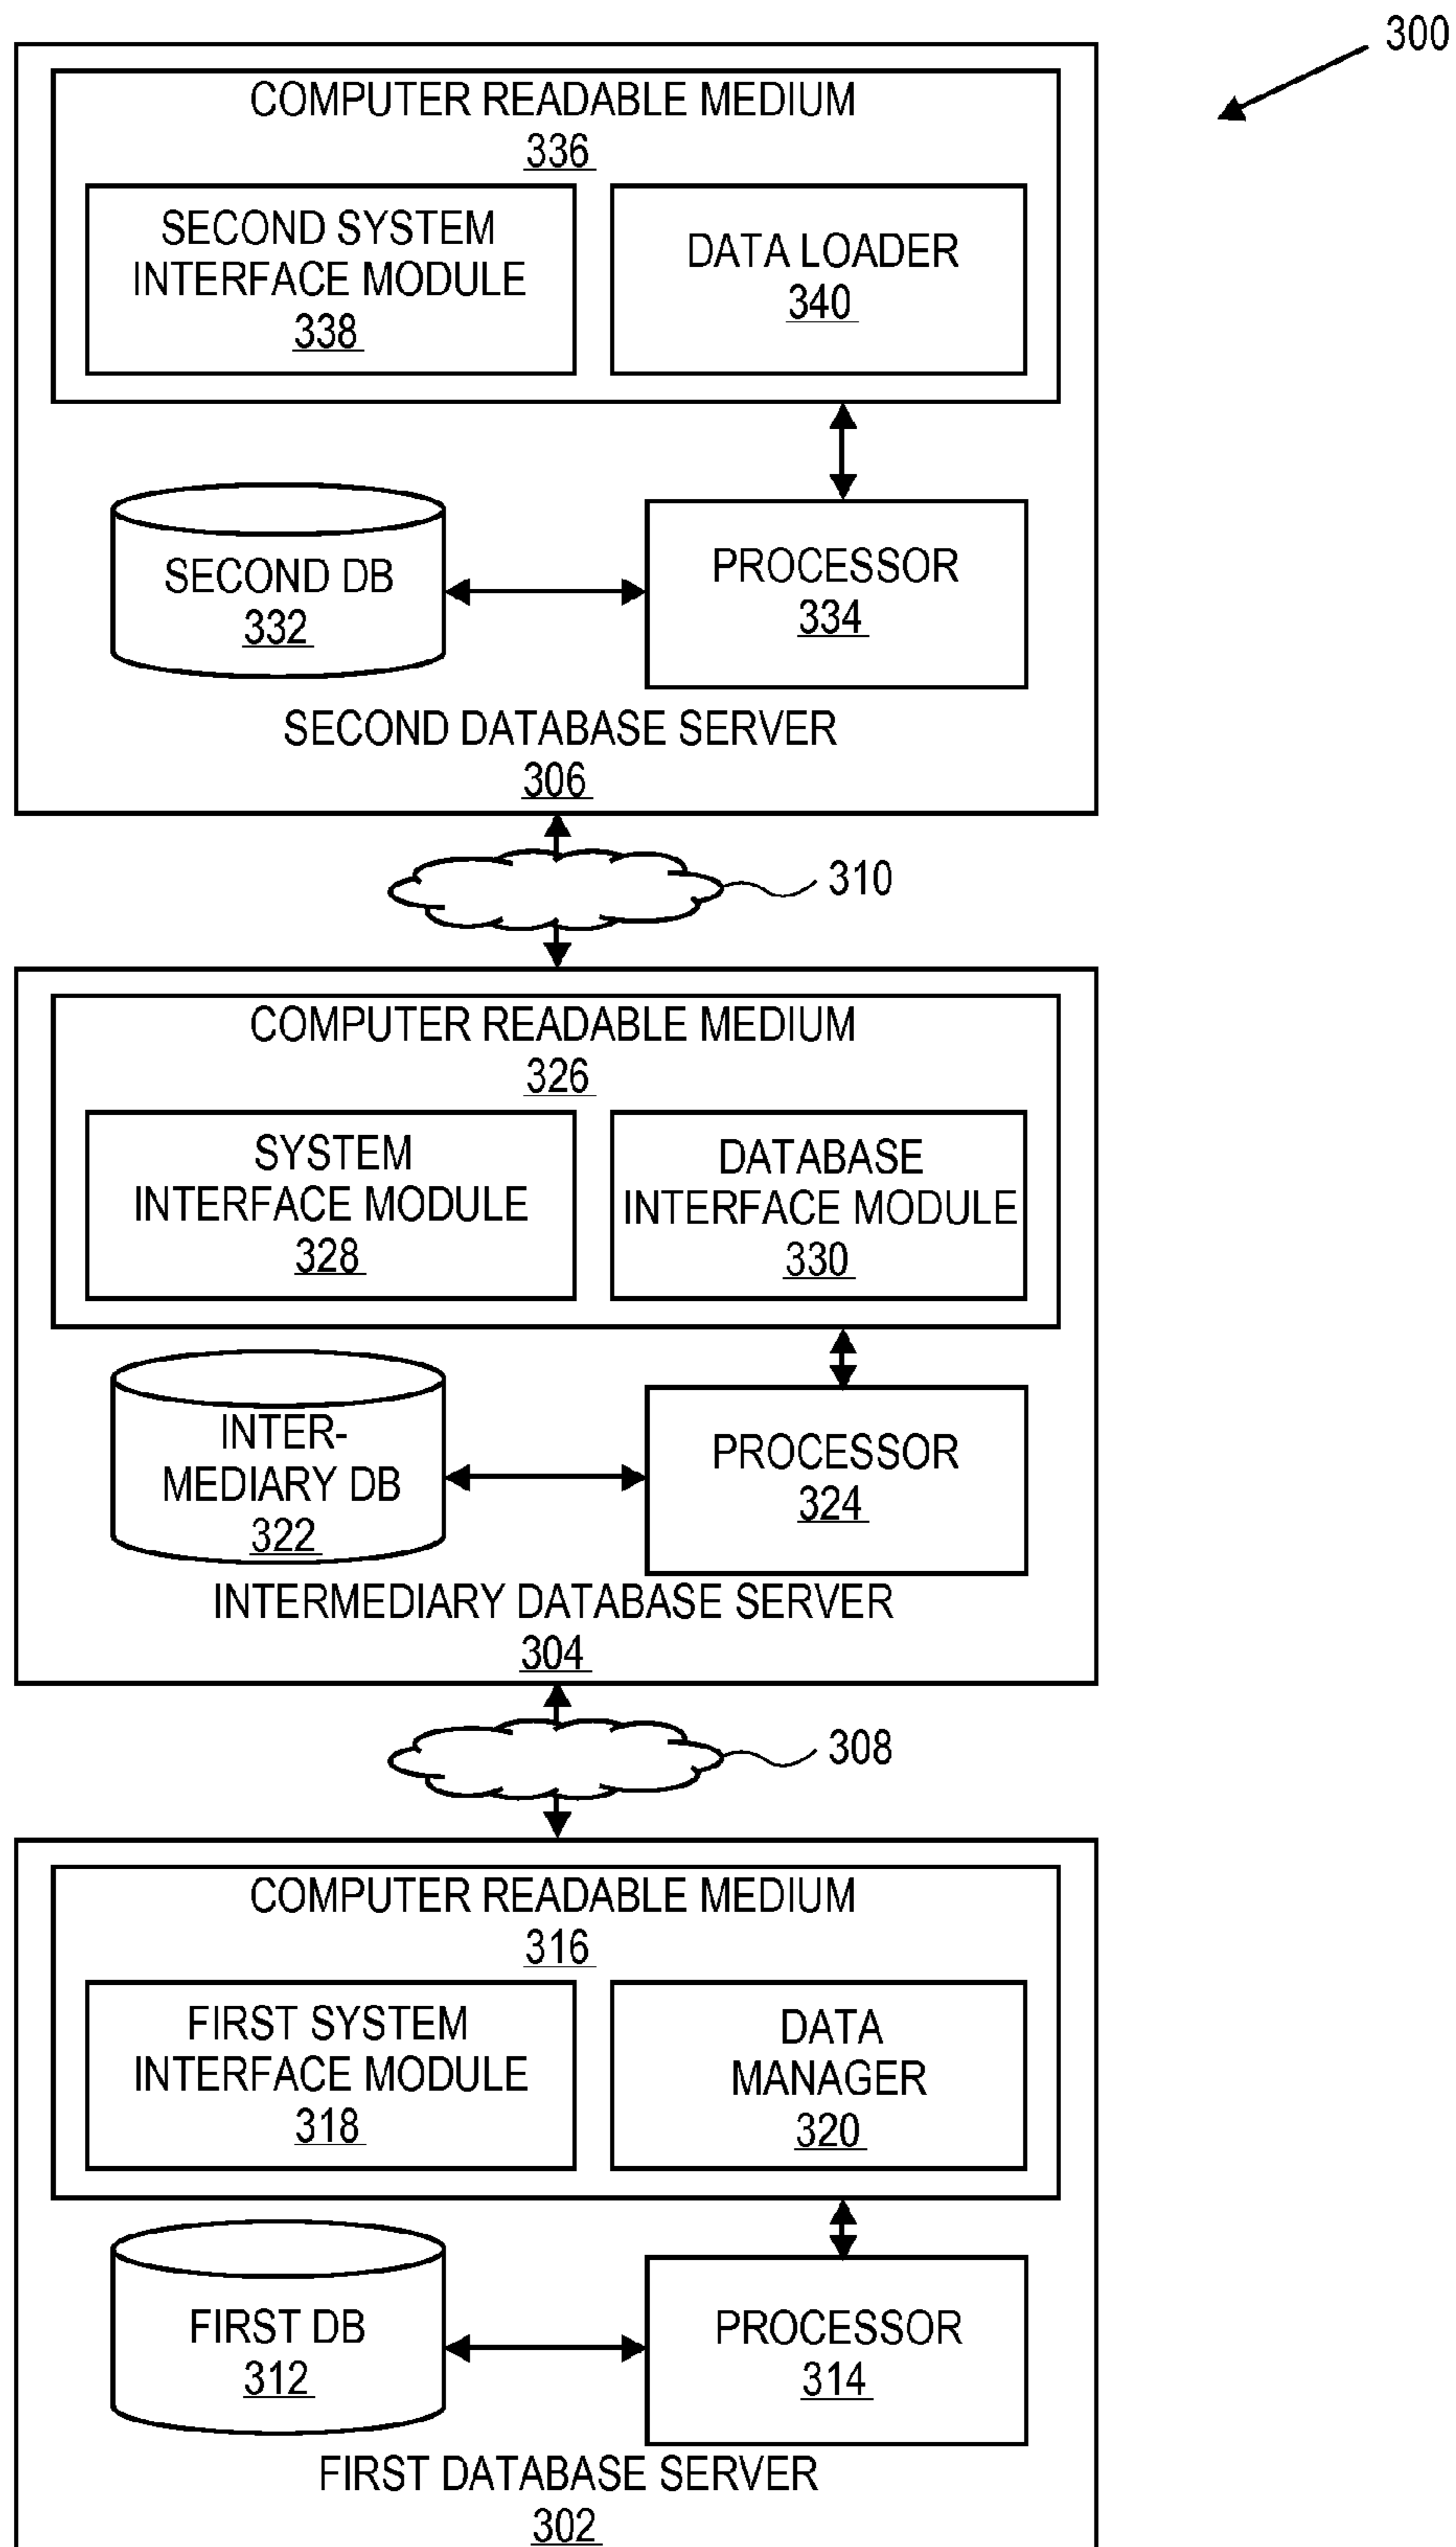 300
COMPUTER READABLE MEDIUM
336
SECOND SYSTEM
INTERFACE MODULE
338
DATA LOADER
340
SECOND DB
332
PROCESSOR
334
SECOND DATABASE SERVER
306
310
COMPUTER READABLE MEDIUM
326
SYSTEM
INTERFACE MODULE
328
DATABASE
INTERFACE MODULE
330
INTER-
MEDIARY DB
322
PROCESSOR
324
INTERMEDIARY DATABASE SERVER
304
308
COMPUTER READABLE MEDIUM
316
FIRST SYSTEM
INTERFACE MODULE
318
DATA
MANAGER
320
FIRST DB
312
PROCESSOR
314
FIRST DATABASE SERVER
302